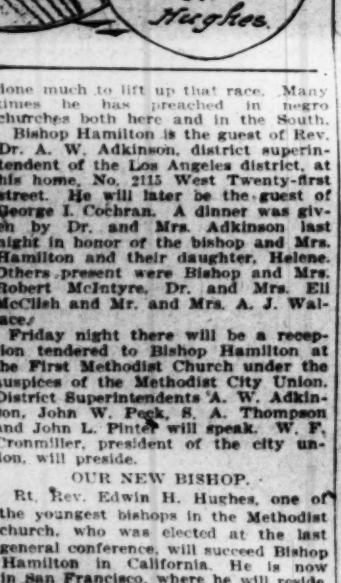 Hughes.
done much to lift up that race. Many
times he has preached in negro
churches both here and in the South.
Bishop Hamilton is the guest of Rev.
Dr. A. W. Adkinson, district superin-
tendent of the Los Angeles district, at
his home, No. 2115 West Twenty-first
street. He will later be the guest of
George I. Cochran. A dinner was giv-
en by Dr. and Mrs. Adkinson last
night in honor of the bishop and Mrs.
Hamilton and their daughter, Helene.
Others present were Bishop and Mrs.
Robert McIntyre, Dr. and Mrs. Eli
McClish and Mr. and Mrs. A. J. Wal-
ace.
Friday night there will be a recep-
tion tendered to Bishop Hamilton at
the First Methodist Church under the
auspices of the Methodist City Union.
District Superintendents A. W. Adkin-
son, John W. Peck, S. A. Thompson
and John L. Pinter will speak. W. F.
Cronmiller, president of the city un-
ion, will preside.
OUR NEW BISHOP.
Rt. Rev. Edwin H. Hughes, one of
the youngest bishops in the Methodist
church, who was elected at the last
general conference, will succeed Bishop
Hamilton in California. He is now
in San Francisco, where he will reside